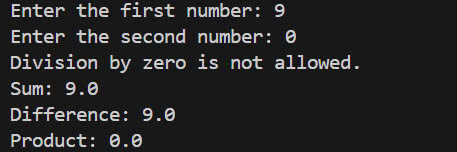 Enter the first number: 9
Enter the second number: 0
Division by zero is not allowed.
Sum: 9.0
Difference: 9.0
Product: 0.0